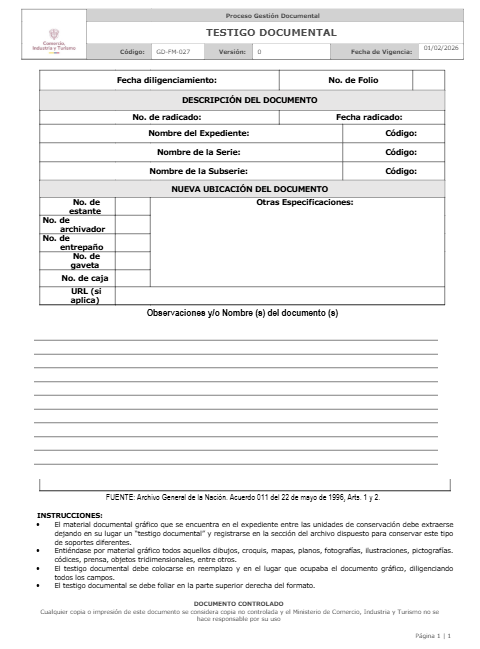 Proceso Gestión Documental
TESTIGO DOCUMENTAL
Comercio,
Industria y Turismo
Código: GD-FM-027 Versión: 0 Fecha de Vigencia: 01/02/2026
Fecha diligenciamiento: No. de Folio
DESCRIPCIÓN DEL DOCUMENTO
No. de radicado: Fecha radicado:
Nombre del Expediente: Código:
Nombre de la Serie: Código:
Nombre de la Subserie: Código:
NUEVA UBICACIÓN DEL DOCUMENTO
No. de
estante
Otras Especificaciones:
No. de
archivador
No. de
entrepaño
No. de
gaveta
No. de caja
URL (si
aplica)
Observaciones y/o Nombre (s) del documento (s)
FUENTE: Archivo General de la Nación. Acuerdo 011 del 22 de mayo de 1996, Arts. 1 y 2.
INSTRUCCIONES:
• El material documental gráfico que se encuentra en el expediente entre las unidades de conservación debe extraerse
dejando en su lugar un "testigo documental" y registrarse en la sección del archivo dispuesto para conservar este tipo
de soportes diferentes.
• Entiéndase por material gráfico todos aquellos dibujos, croquis, mapas, planos, fotografías, ilustraciones, pictografías.
códices, prensa, objetos tridimensionales, entre otros.
• El testigo documental debe colocarse en reemplazo y en el lugar que ocupaba el documento gráfico, diligenciando
todos los campos.
• El testigo documental se debe foliar en la parte superior derecha del formato.
DOCUMENTO CONTROLADO
Cualquier copia o impresión de este documento se considera copia no controlada y el Ministerio de Comercio, Industria y Turismo no se
hace responsable por su uso
Página 1 | 1